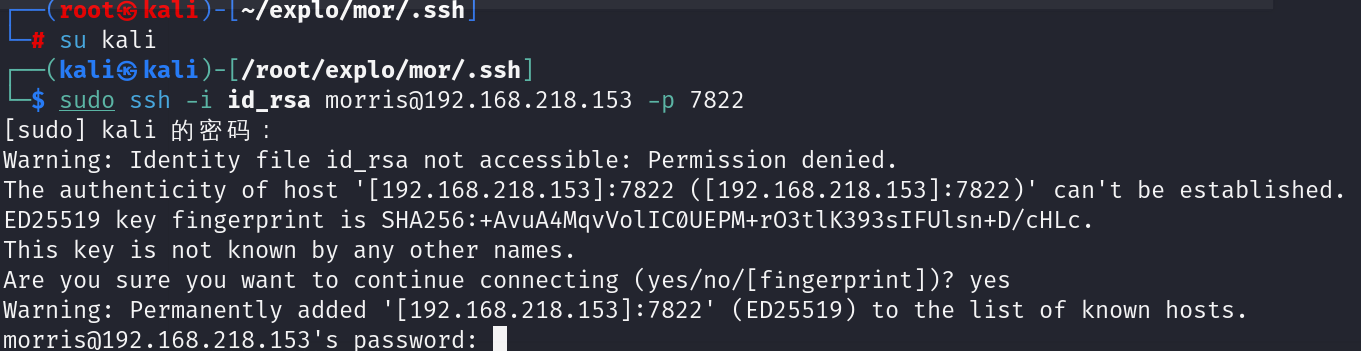 ┌──(root㉿kali)-[~/explo/mor/.ssh]
└─# su kali
┌──(kali㉿kali)-[/root/explo/mor/.ssh]
└─$ sudo ssh -i id_rsa morris@192.168.218.153 -p 7822
[sudo] kali 的密码：
Warning: Identity file id_rsa not accessible: Permission denied.
The authenticity of host '[192.168.218.153]:7822 ([192.168.218.153]:7822)' can't be established.
ED25519 key fingerprint is SHA256:+AvuA4MqvVolIC0UEPM+rO3tlK393sIFUlsn+D/cHLc.
This key is not known by any other names.
Are you sure you want to continue connecting (yes/no/[fingerprint])? yes
Warning: Permanently added '[192.168.218.153]:7822' (ED25519) to the list of known hosts.
morris@192.168.218.153's password: